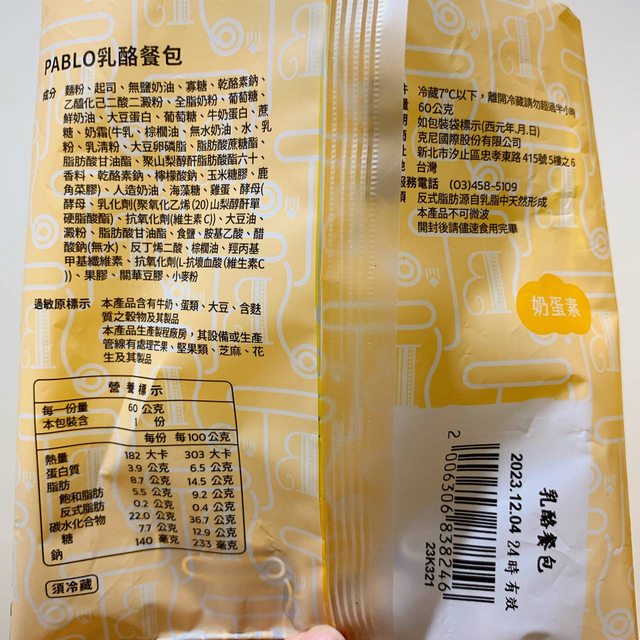 PABLO乳酪餐包
成分 麵粉、起司、無鹽奶油、寡糖、乾酪素鈉、
乙醯化己二酸二澱粉、全脂奶粉、葡萄糖、
鮮奶油、大豆蛋白、葡萄糖、牛奶蛋白、蔗
糖、奶霜(牛乳、棕櫚油、無水奶油、水、乳
粉、乳清粉、大豆卵磷脂、脂肪酸蔗糖酯、
脂肪酸甘油酯、聚山梨醇酐脂肪酸酯六十、
香料、乾酪素鈉、檸檬酸鈉、玉米糖膠、鹿
角菜膠)、人造奶油、海藻糖、雞蛋、酵母(
酵母、乳化劑(聚氧化乙烯(20)山梨醇酐單
硬脂酸酯)、抗氧化劑(維生素C))、大豆油、
澱粉、脂肪酸甘油酯、食鹽、胺基乙酸、醋
酸鈉(無水)、反丁烯二酸、棕櫚油、羥丙基
甲基纖維素、抗氧化劑(L-抗壞血酸(維生素C
))、果膠、關華豆膠、小麥粉
過敏原標示 本產品含有牛奶、蛋類、大豆、含麩
質之穀物及其製品
本產品生產製程廠房，其設備或生產
管線有處理芒果、堅果類、芝麻、花
生及其製品
營養標示
每一份量 60 公克
本包裝含 1 份
每份 每100公克
熱量 182 大卡 303 大卡
蛋白質 3.9 公克 6.5 公克
脂肪 8.7 公克 14.5 公克
飽和脂肪 5.5 公克 9.2 公克
反式脂肪 0.2 公克 0.4 公克
碳水化合物 22.0 公克 36.7 公克
糖 7.7 公克 12.9 公克
鈉 140 毫克 233 毫克
須冷藏
冷藏7℃以下，離開冷藏請勿超過半小時
60公克
如包裝袋標示(西元年.月.日)
克尼國際股份有限公司
新北市汐止區忠孝東路415號5樓之6
台灣
服務電話 (03)458-5109
反式脂肪源自乳脂中天然形成
本產品不可微波
開封後請儘速食用完畢
奶蛋素
乳酪餐包
2023.12.04 24時 有效
2006306838246
23K321